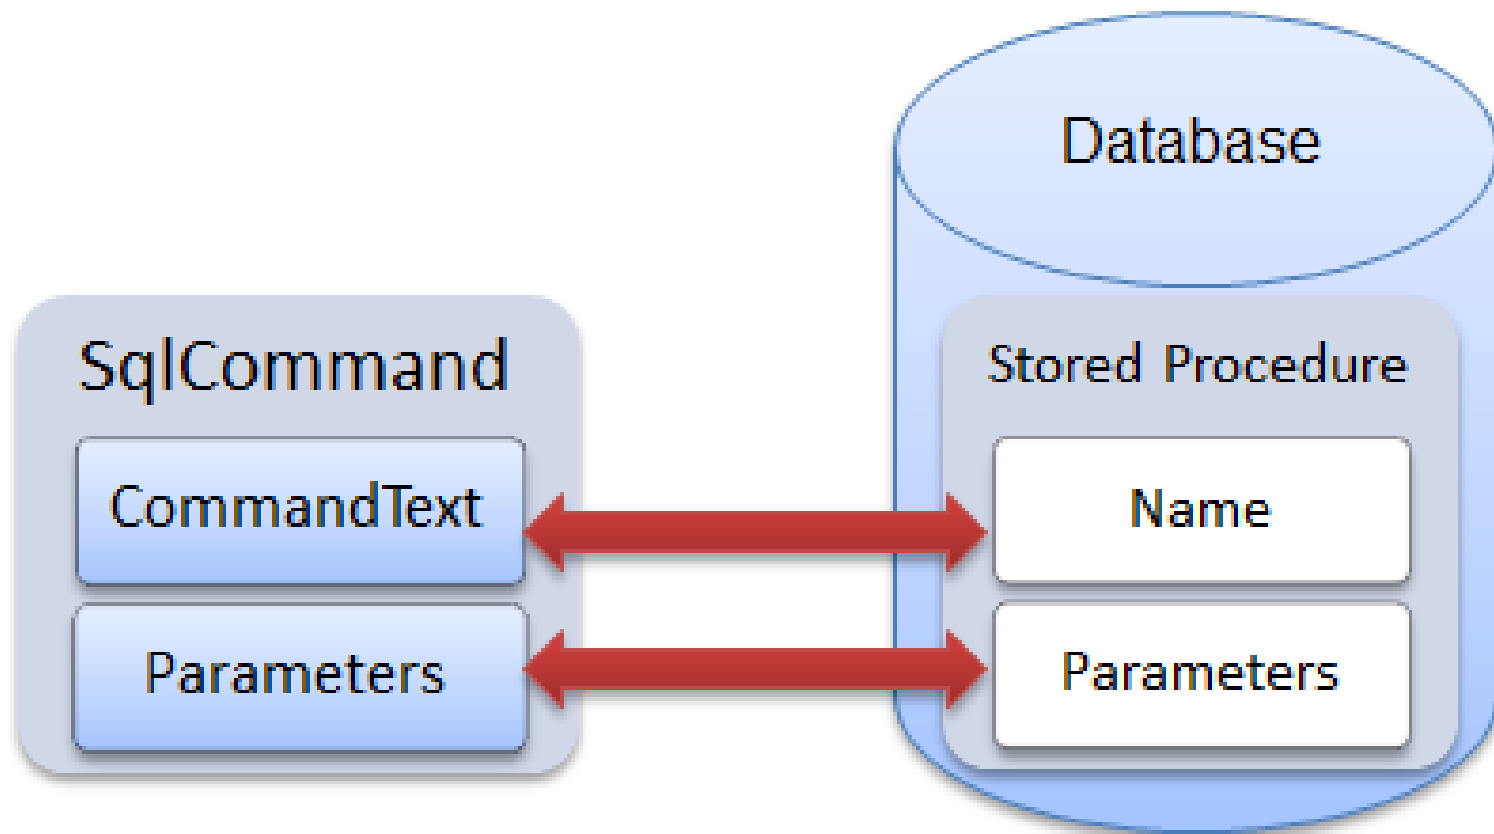 Database
SqlCommand
Stored Procedure
CommandText
Name
Parameters
Parameters